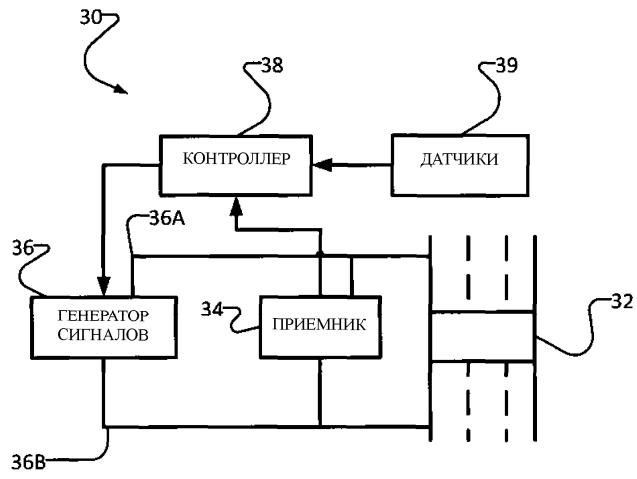 30
38
39
КОНТРОЛЛЕР
ДАТЧИКИ
36A
36
ГЕНЕРАТОР
СИГНАЛОВ
34
ПРИЕМНИК
32
36B